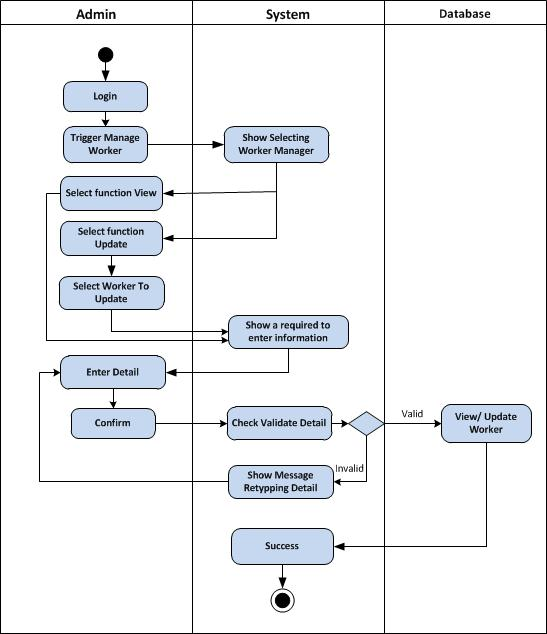 Admin
System
Database
Login
Trigger Manage
Worker
Show Selecting
Worker Manager
Select function View
Select function
Update
Select Worker To
Update
Show a required to
enter information
Enter Detail
Confirm
Check Validate Detail
Valid
View/ Update
Worker
Invalid
Show Message
Retypping Detail
Success